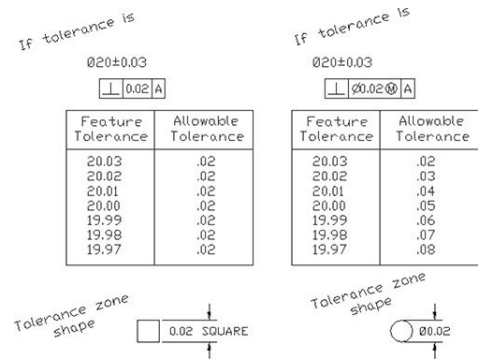 If tolerance is
Ø20±0.03
⊥ 0.02 A
Feature Tolerance Allowable Tolerance
20.03 .02
20.02 .02
20.01 .02
20.00 .02
19.99 .02
19.98 .02
19.97 .02
Tolerance zone
shape
0.02 SQUARE
If tolerance is
Ø20±0.03
⊥ Ø0.02 Ⓜ A
Feature Tolerance Allowable Tolerance
20.03 .02
20.02 .03
20.01 .04
20.00 .05
19.99 .06
19.98 .07
19.97 .08
Tolerance zone
shape
Ø0.02